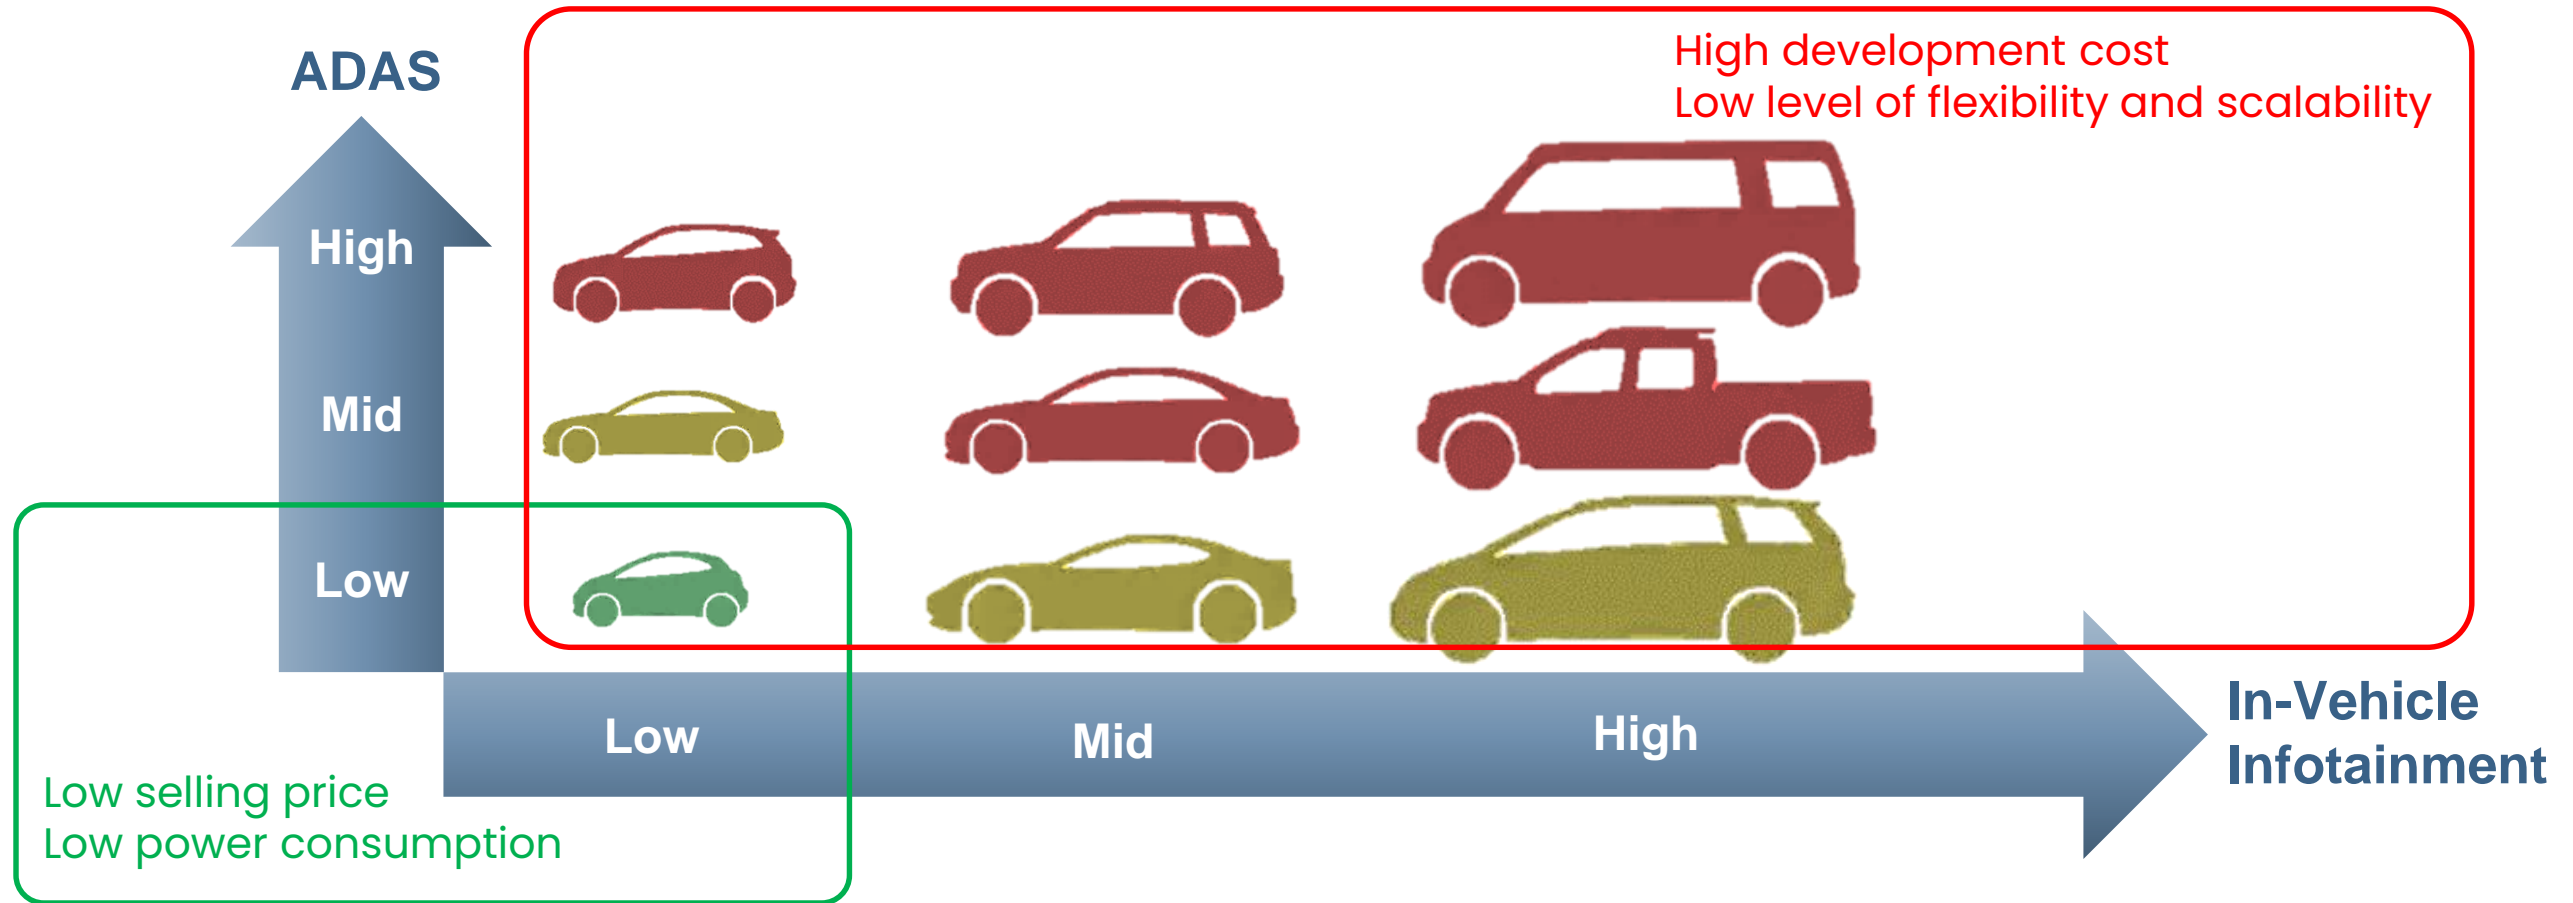 ADAS
High development cost
Low level of flexibility and scalability
High
Mid
Low
Low
Mid
High
In-Vehicle
Infotainment
Low selling price
Low power consumption